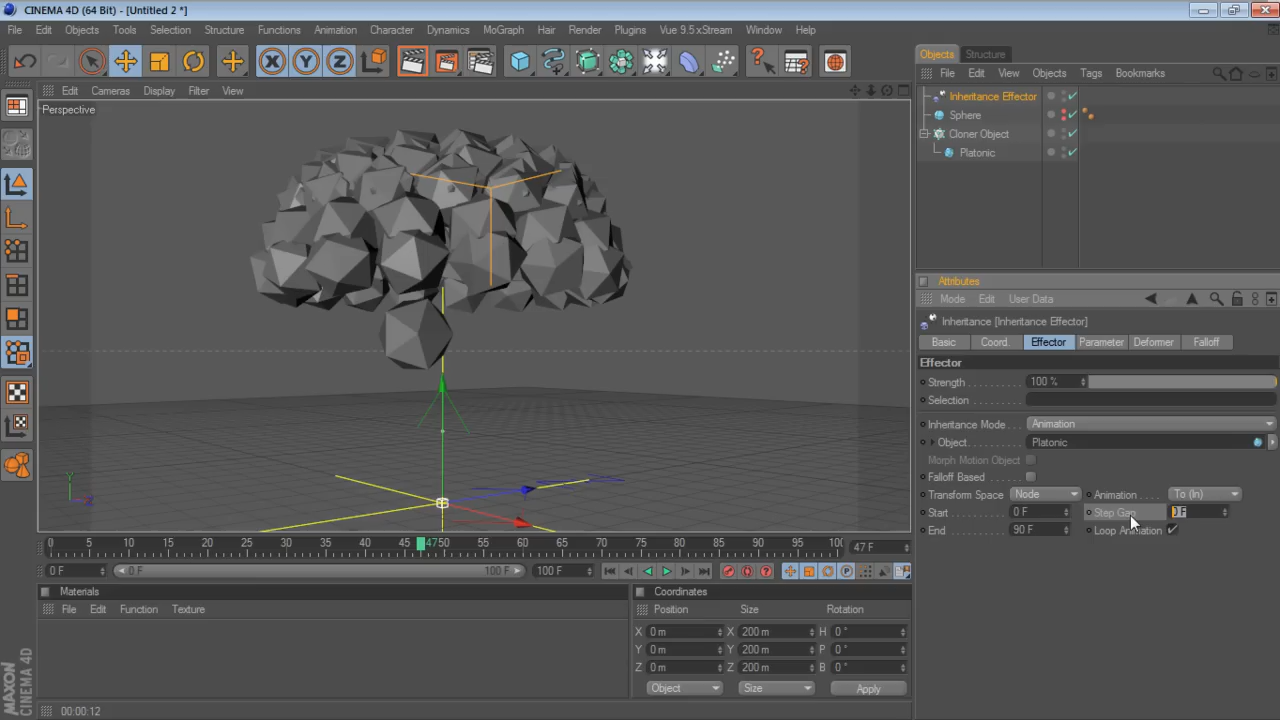 CINEMA 4D (64 Bit) - [Untitled 2 *]
File Edit Objects Tools Selection Structure Functions Animation Character Dynamics MoGraph Hair Render Plugins Vue 9.5 xStream Window Help
Objects Structure
File Edit View Objects Tags Bookmarks
Edit Cameras Display Filter View
Perspective
Inheritance Effector
Sphere
Cloner Object
Platonic
Attributes
Mode Edit User Data
Inheritance [Inheritance Effector]
Basic Coord. Effector Parameter Deformer Falloff
Effector
Strength 100 %
Selection
Inheritance Mode Animation
Object Platonic
Morph Motion Object
Falloff Based
Transform Space Node Animation To (In)
Start 0 F Step Gap 0 F
End 90 F Loop Animation
Y
0 5 10 15 20 25 30 35 40 45 47 50 55 60 65 70 75 80 85 90 95 100 47 F
0 F 0 F 100 F 100 F
Materials
File Edit Function Texture
Coordinates
Position Size Rotation
X 0 m X 200 m H 0 °
Y 0 m Y 200 m P 0 °
Z 0 m Z 200 m B 0 °
Object Size Apply
MAXON
CINEMA 4D
00:00:12